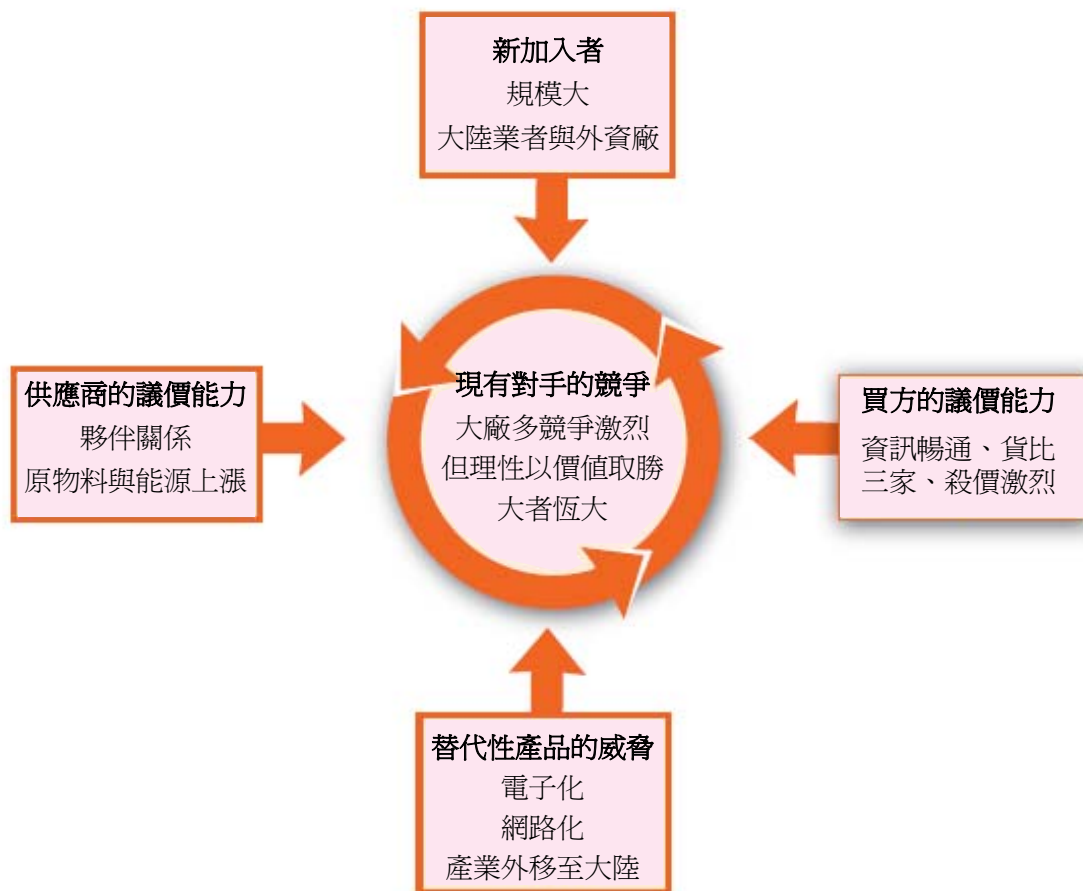 新加入者
規模大
大陸業者與外資廠
供應商的議價能力
夥伴關係
原物料與能源上漲
現有對手的競爭
大廠多競爭激烈
但理性以價值取勝
大者恆大
買方的議價能力
資訊暢通、貨比
三家、殺價激烈
替代性產品的威脅
電子化
網路化
產業外移至大陸